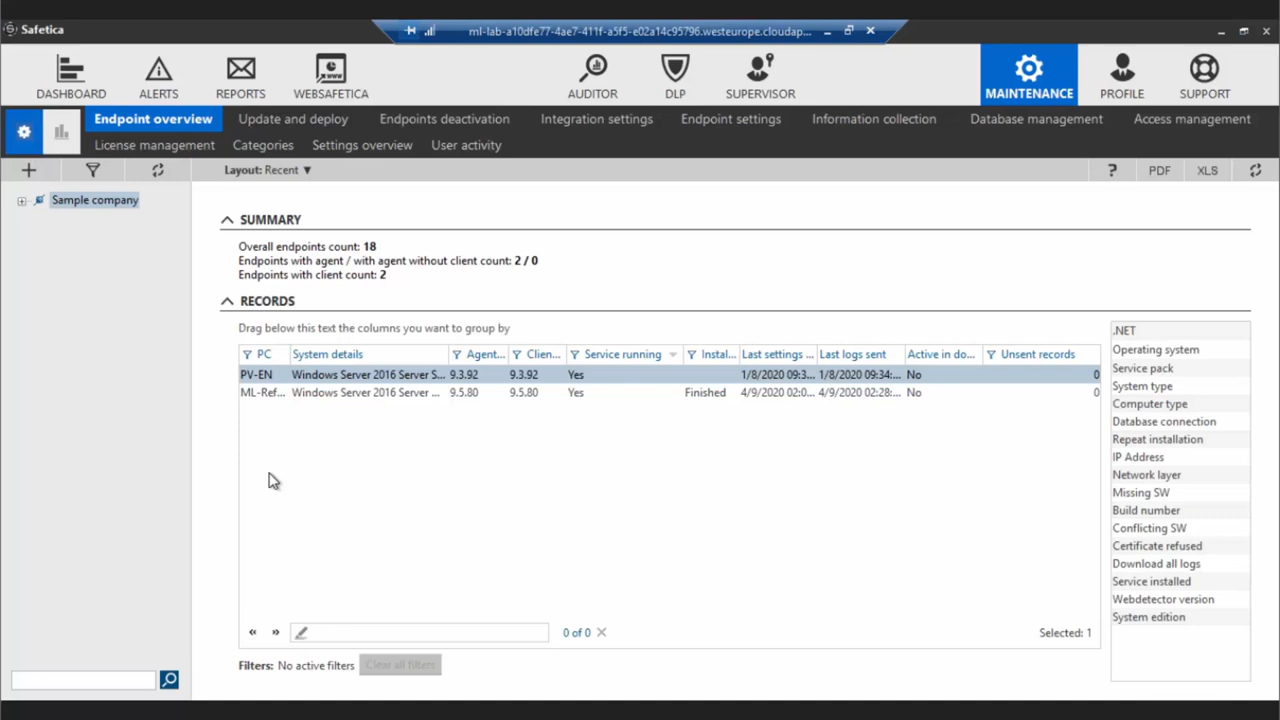 Safetica
ml-lab-a10dfe77-4ae7-411f-a5f5-e02a14c95796.westeurope.cloudap...
DASHBOARD ALERTS REPORTS WEBSAFETICA AUDITOR DLP SUPERVISOR MAINTENANCE PROFILE SUPPORT
Endpoint overview Update and deploy Endpoints deactivation Integration settings Endpoint settings Information collection Database management Access management
License management Categories Settings overview User activity
Layout: Recent ▼ ? PDF XLS
Sample company
SUMMARY
Overall endpoints count: 18
Endpoints with agent / with agent without client count: 2 / 0
Endpoints with client count: 2
RECORDS
Drag below this text the columns you want to group by
PC System details Agent... Clien... Service running Instal... Last settings ... Last logs sent Active in do... Unsent records
PV-EN Windows Server 2016 Server S... 9.3.92 9.3.92 Yes 1/8/2020 09:3... 1/8/2020 09:34:... No 0
ML-Ref... Windows Server 2016 Server ... 9.5.80 9.5.80 Yes Finished 4/9/2020 02:0... 4/9/2020 02:28:... No 0
.NET
Operating system
Service pack
System type
Computer type
Database connection
Repeat installation
IP Address
Network layer
Missing SW
Build number
Conflicting SW
Certificate refused
Download all logs
Service installed
Webdetector version
System edition
« » 0 of 0 Selected: 1
Filters: No active filters Clear all filters